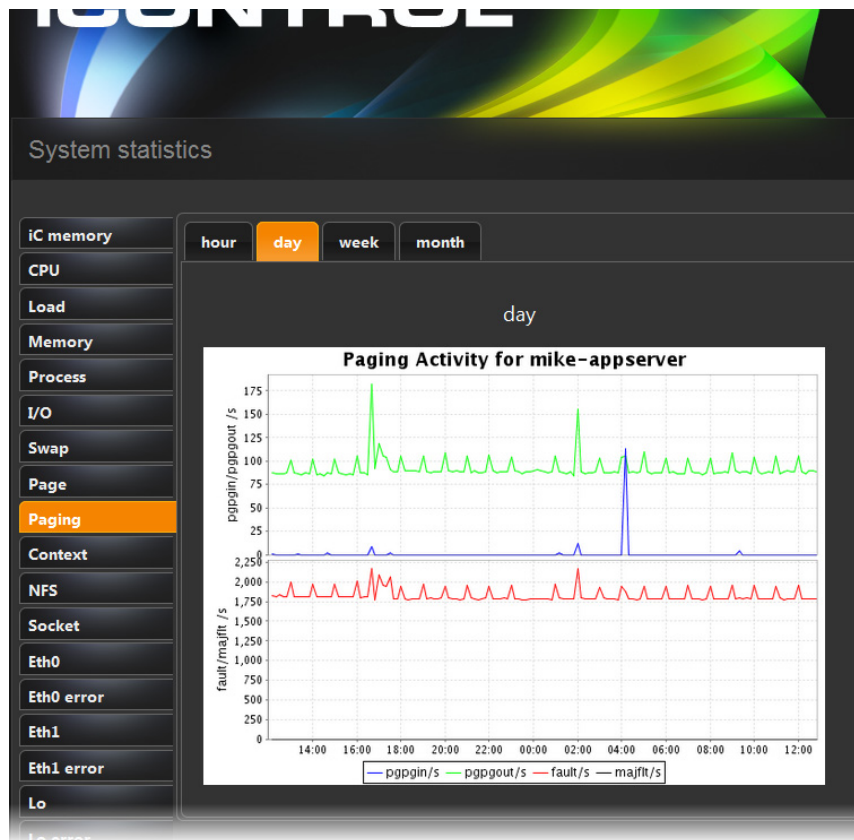 iCONTROL
System statistics
iC memory
CPU
Load
Memory
Process
I/O
Swap
Page
Paging
Context
NFS
Socket
Eth0
Eth0 error
Eth1
Eth1 error
Lo
Lo error
hour day week month
day
Paging Activity for mike-appserver
pgpgin/pgpgout /s
175
150
125
100
75
50
25
0
fault/majflt /s
2,250
2,000
1,750
1,500
1,250
1,000
750
500
250
0
14:00 16:00 18:00 20:00 22:00 00:00 02:00 04:00 06:00 08:00 10:00 12:00
pgpgin/s pgpgout/s fault/s majflt/s